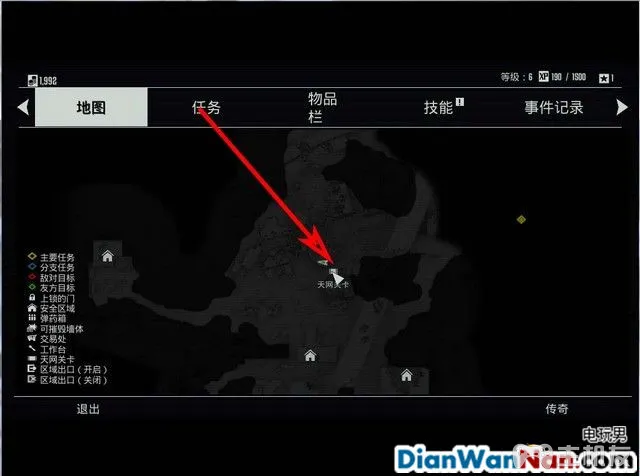 1,992
等级：6 XP 190 / 1500 1
地图
任务
物品栏
技能
事件记录
天网关卡
主要任务
分支任务
敌对目标
友方目标
上锁的门
安全区域
弹药箱
可摧毁墙体
交易处
工作台
天网关卡
区域出口（开启）
区域出口（关闭）
退出
传奇
电玩男
DianWanNan.com